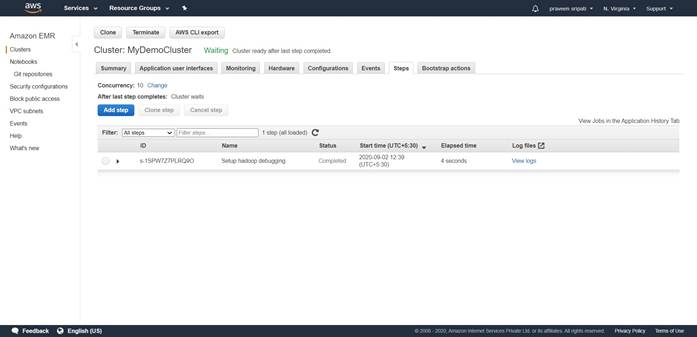 aws Services Resource Groups praveen sripati N. Virginia Support
Amazon EMR
Clusters
Notebooks
Git repositories
Security configurations
Block public access
VPC subnets
Events
Help
What's new
Clone Terminate AWS CLI export
Cluster: MyDemoCluster Waiting Cluster ready after last step completed.
Summary Application user interfaces Monitoring Hardware Configurations Events Steps Bootstrap actions
Concurrency: 10 Change
After last step completes: Cluster waits
Add step Clone step Cancel step
View Jobs in the Application History Tab
Filter: All steps Filter steps ... 1 step (all loaded)
ID Name Status Start time (UTC+5:30) Elapsed time Log files
s-1SPW7Z7PLRQ9O Setup hadoop debugging Completed 2020-09-02 12:39 4 seconds View logs
(UTC+5:30)
Feedback English (US) © 2008 - 2020, Amazon Internet Services Private Ltd. or its affiliates. All rights reserved. Privacy Policy Terms of Use